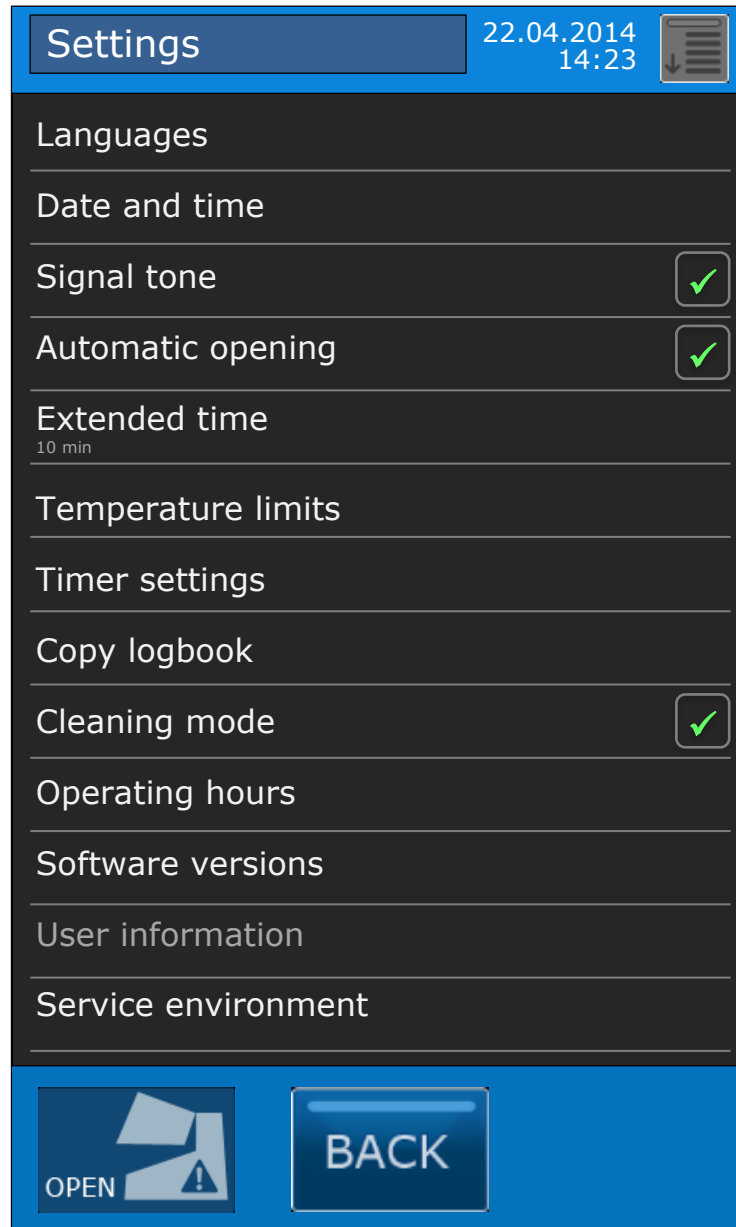 Settings
22.04.2014
14:23
Languages
Date and time
Signal tone
Automatic opening
Extended time
10 min
Temperature limits
Timer settings
Copy logbook
Cleaning mode
Operating hours
Software versions
User information
Service environment
OPEN
BACK